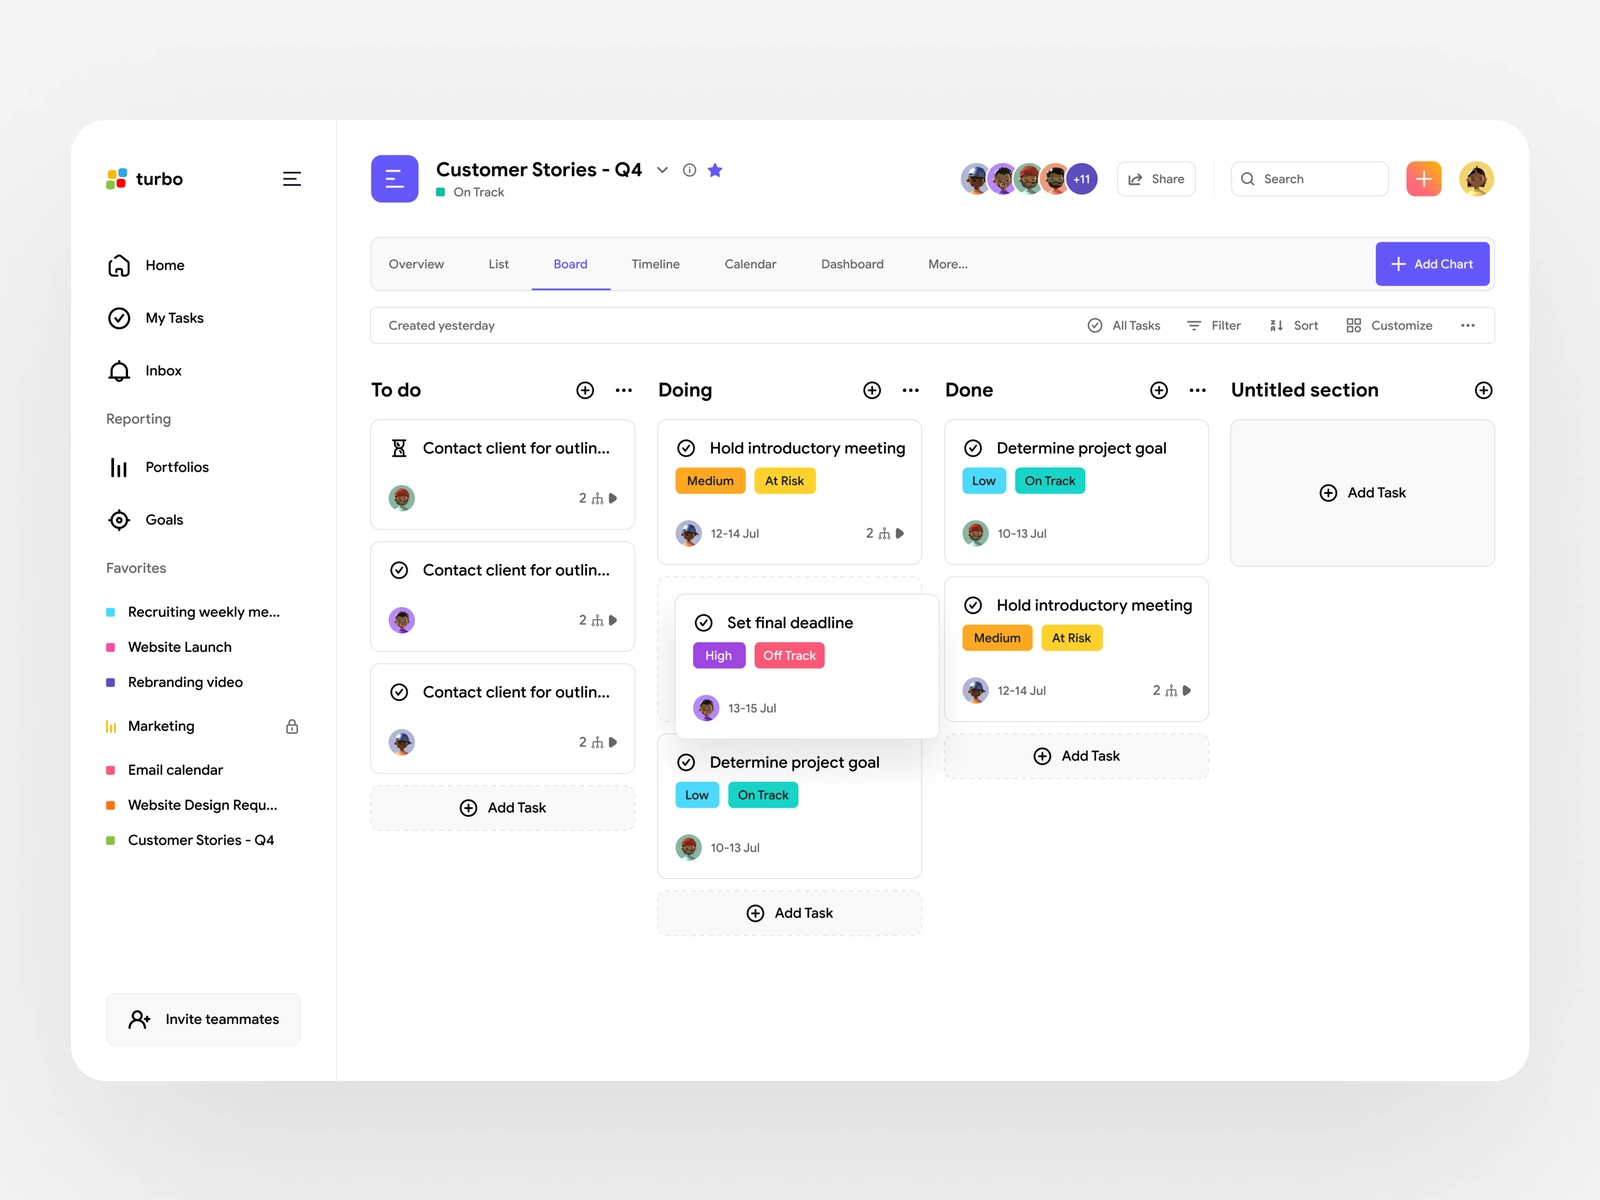 turbo
Home
My Tasks
Inbox
Reporting
Portfolios
Goals
Favorites
Recruiting weekly me...
Website Launch
Rebranding video
Marketing
Email calendar
Website Design Requ...
Customer Stories - Q4
Invite teammates
Customer Stories - Q4
On Track
+11
Share
Search
Overview
List
Board
Timeline
Calendar
Dashboard
More...
Add Chart
Created yesterday
All Tasks
Filter
Sort
Customize
To do
Contact client for outlin...
2
Contact client for outlin...
2
Contact client for outlin...
2
Add Task
Doing
Hold introductory meeting
Medium
At Risk
12-14 Jul
2
Set final deadline
High
Off Track
13-15 Jul
Determine project goal
Low
On Track
10-13 Jul
Add Task
Done
Determine project goal
Low
On Track
10-13 Jul
Hold introductory meeting
Medium
At Risk
12-14 Jul
2
Add Task
Untitled section
Add Task